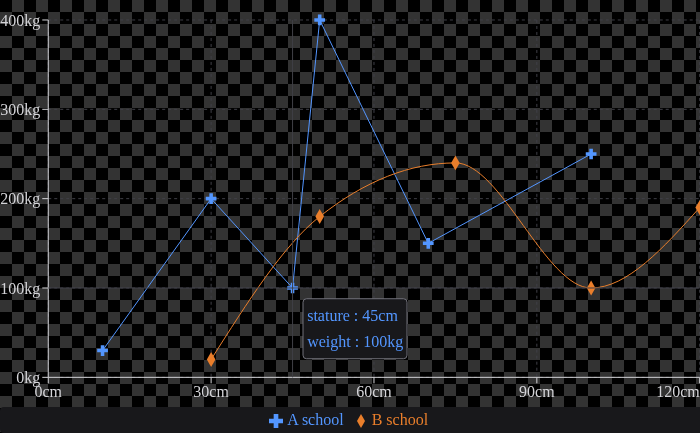 400kg
300kg
200kg
100kg
0kg
stature : 45cm
weight : 100kg
0cm 30cm 60cm 90cm 120cm
A school B school